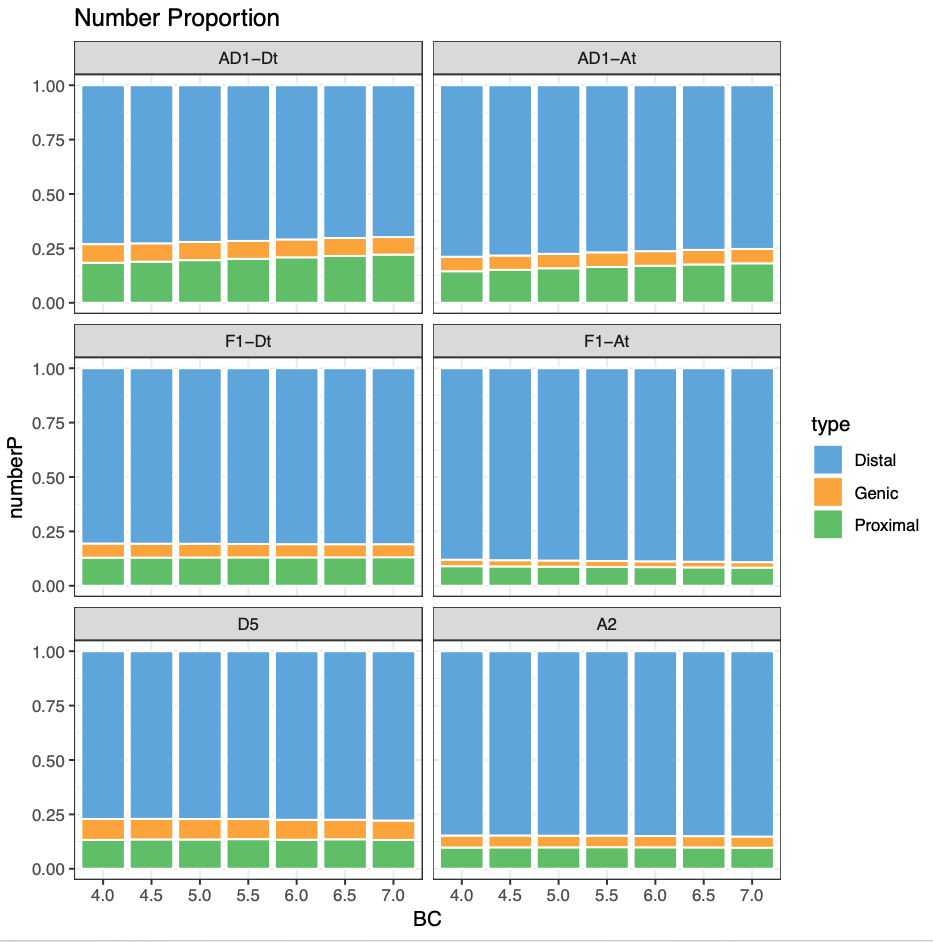 Number Proportion
AD1−Dt
AD1−At
1.00
0.75
0.50
0.25
0.00
F1−Dt
F1−At
1.00
0.75
0.50
0.25
0.00
D5
A2
1.00
0.75
0.50
0.25
0.00
4.0 4.5 5.0 5.5 6.0 6.5 7.0
4.0 4.5 5.0 5.5 6.0 6.5 7.0
BC
numberP
type
Distal
Genic
Proximal